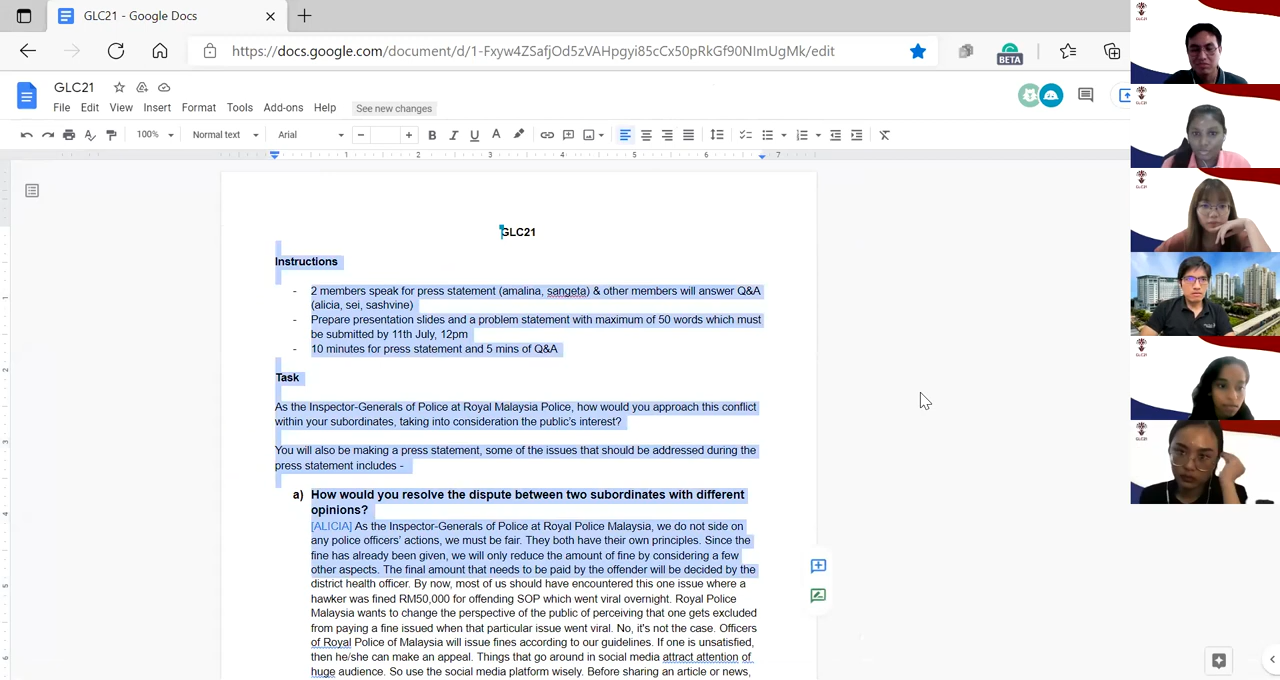 GLC21 - Google Docs
https://docs.google.com/document/d/1-Fxyw4ZSafjOd5zVAHpgyi85cCx50pRkGf90NlmUgMk/edit
BETA
GLC21
File Edit View Insert Format Tools Add-ons Help See new changes
100% Normal text Arial
1 2 3 4 5 6 7
GLC21
Instructions
- 2 members speak for press statement (amalina, sangeta) & other members will answer Q&A
(alicia, sei, sashvine)
- Prepare presentation slides and a problem statement with maximum of 50 words which must
be submitted by 11th July, 12pm
- 10 minutes for press statement and 5 mins of Q&A
Task
As the Inspector-Generals of Police at Royal Malaysia Police, how would you approach this conflict
within your subordinates, taking into consideration the public's interest?
You will also be making a press statement, some of the issues that should be addressed during the
press statement includes -
a) How would you resolve the dispute between two subordinates with different
opinions?
[ALICIA] As the Inspector-Generals of Police at Royal Police Malaysia, we do not side on
any police officers' actions, we must be fair. They both have their own principles. Since the
fine has already been given, we will only reduce the amount of fine by considering a few
other aspects. The final amount that needs to be paid by the offender will be decided by the
district health officer. By now, most of us should have encountered this one issue where a
hawker was fined RM50,000 for offending SOP which went viral overnight. Royal Police
Malaysia wants to change the perspective of the public of perceiving that one gets excluded
from paying a fine issued when that particular issue went viral. No, it's not the case. Officers
of Royal Police of Malaysia will issue fines according to our guidelines. If one is unsatisfied,
then he/she can make an appeal. Things that go around in social media attract attention of
huge audience. So use the social media platform wisely. Before sharing an article or news,
GLC21
GLC21
GLC21
GLC21
GLC21